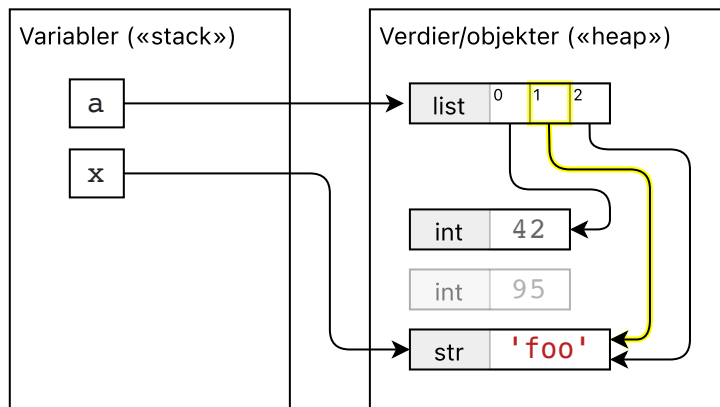 Variabler («stack»)
Verdier/objekter («heap»)
a
list 0 1 2
x
int 42
int 95
str 'foo'